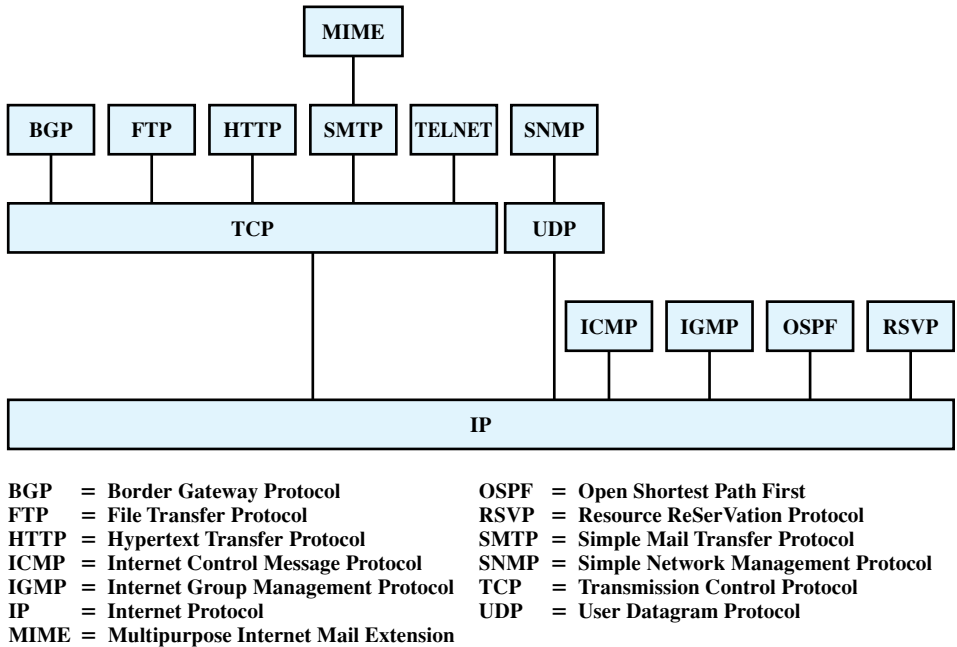 MIME
BGP FTP HTTP SMTP TELNET SNMP
TCP UDP
ICMP IGMP OSPF RSVP
IP
BGP = Border Gateway Protocol
FTP = File Transfer Protocol
HTTP = Hypertext Transfer Protocol
ICMP = Internet Control Message Protocol
IGMP = Internet Group Management Protocol
IP = Internet Protocol
MIME = Multipurpose Internet Mail Extension
OSPF = Open Shortest Path First
RSVP = Resource ReSerVation Protocol
SMTP = Simple Mail Transfer Protocol
SNMP = Simple Network Management Protocol
TCP = Transmission Control Protocol
UDP = User Datagram Protocol